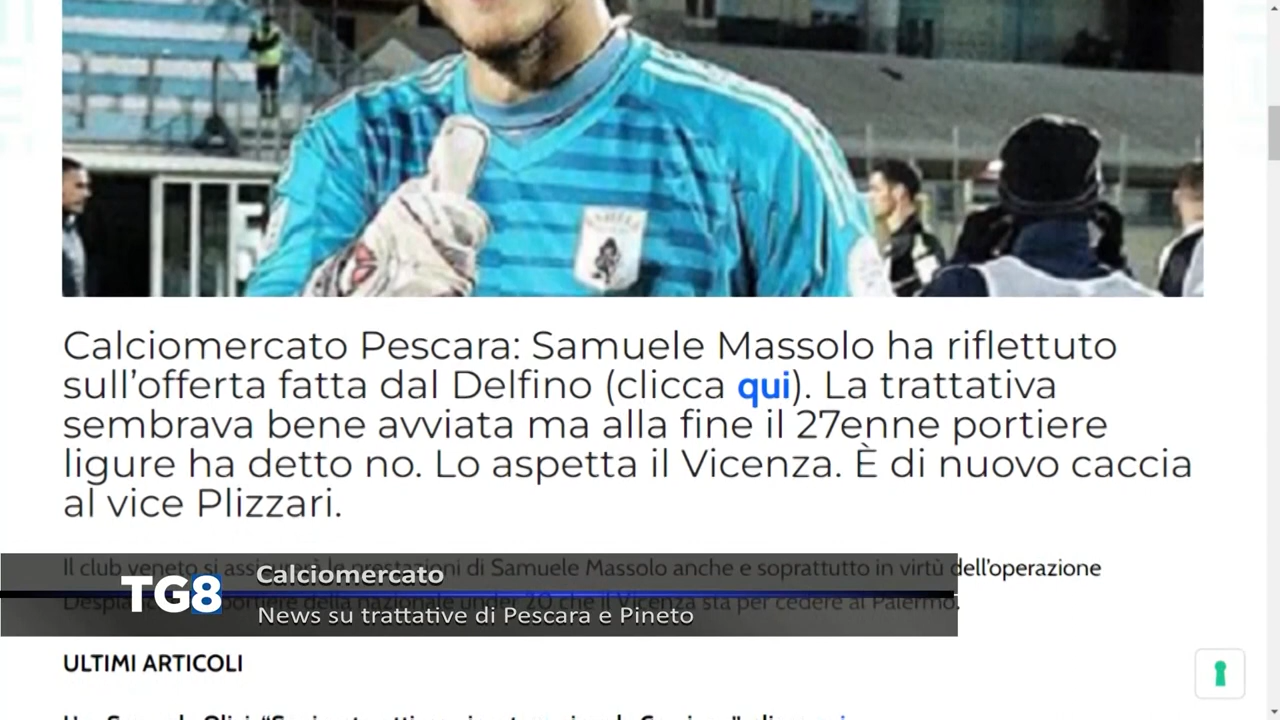 Calciomercato Pescara: Samuele Massolo ha riflettuto
sull'offerta fatta dal Delfino (clicca qui). La trattativa
sembrava bene avviata ma alla fine il 27enne portiere
ligure ha detto no. Lo aspetta il Vicenza. È di nuovo caccia
al vice Plizzari.
Il club veneto si assicurerà le prestazioni di Samuele Massolo anche e soprattutto in virtù dell'operazione
portiere della nazionale under 20 che il Vicenza sta per cedere al Palermo.
TG8
Calciomercato
News su trattative di Pescara e Pineto
ULTIMI ARTICOLI